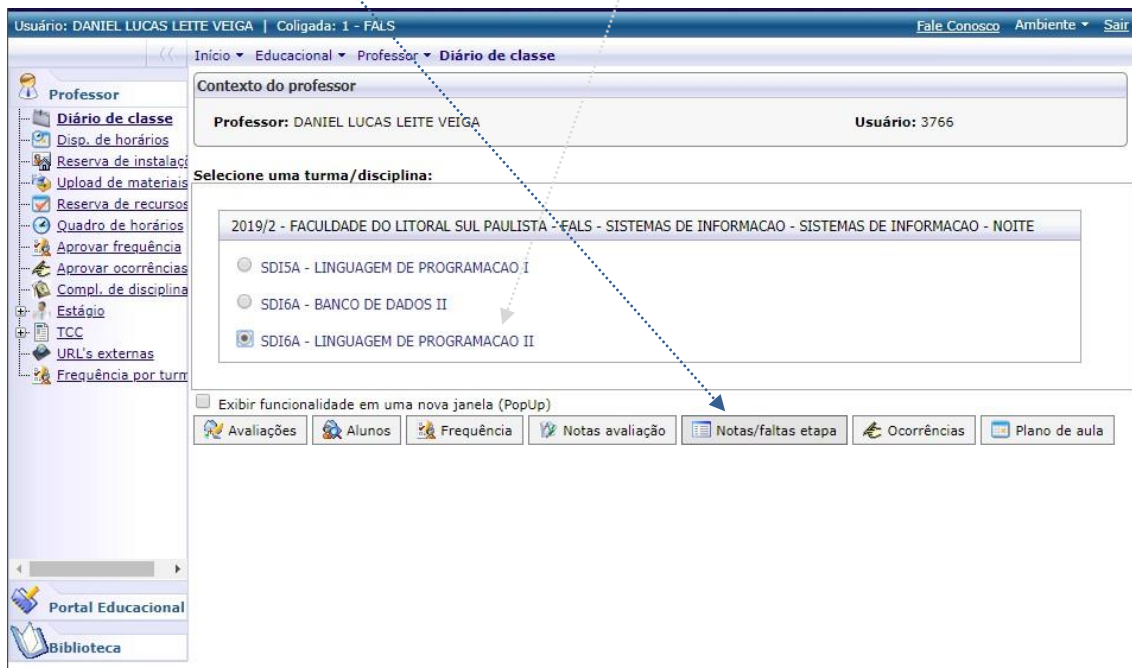 Usuário: DANIEL LUCAS LEITE VEIGA | Coligada: 1 - FALS
Fale Conosco Ambiente Sair
Início Educacional Professor Diário de classe
Professor
Diário de classe
Disp. de horários
Reserva de instalaç
Upload de materiais
Reserva de recursos
Quadro de horários
Aprovar frequência
Aprovar ocorrências
Compl. de disciplina
Estágio
TCC
URL's externas
Frequência por turm
Portal Educacional
Biblioteca
Contexto do professor
Professor: DANIEL LUCAS LEITE VEIGA Usuário: 3766
Selecione uma turma/disciplina:
2019/2 - FACULDADE DO LITORAL SUL PAULISTA - FALS - SISTEMAS DE INFORMACAO - SISTEMAS DE INFORMACAO - NOITE
SDI5A - LINGUAGEM DE PROGRAMACAO I
SDI6A - BANCO DE DADOS II
SDI6A - LINGUAGEM DE PROGRAMACAO II
Exibir funcionalidade em uma nova janela (PopUp)
Avaliações Alunos Frequência Notas avaliação Notas/faltas etapa Ocorrências Plano de aula